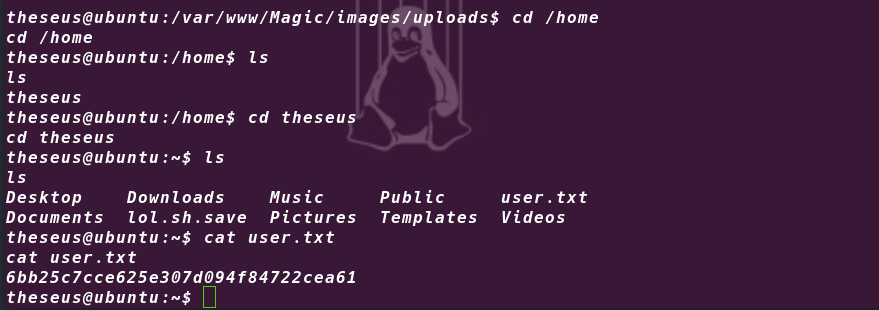 theseus@ubuntu:/var/www/Magic/images/uploads$ cd /home
cd /home
theseus@ubuntu:/home$ ls
ls
theseus
theseus@ubuntu:/home$ cd theseus
cd theseus
theseus@ubuntu:~$ ls
ls
Desktop    Downloads    Music     Public     user.txt
Documents  lol.sh.save  Pictures  Templates  Videos
theseus@ubuntu:~$ cat user.txt
cat user.txt
6bb25c7cce625e307d094f84722cea61
theseus@ubuntu:~$